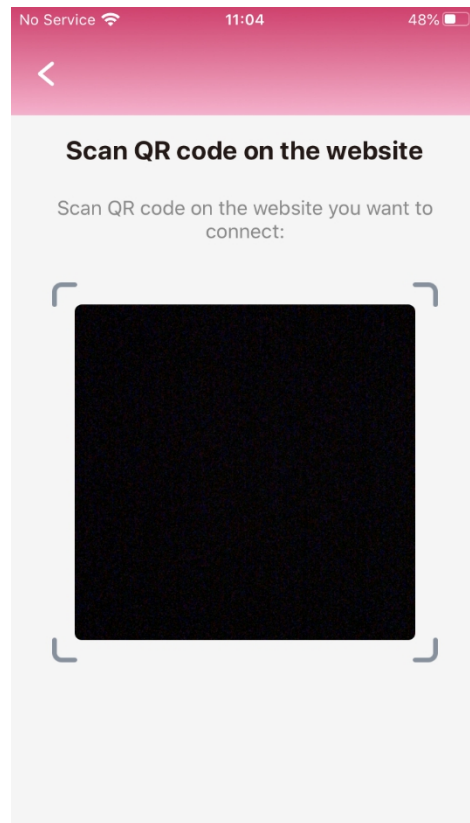 No Service 11:04 48%
Scan QR code on the website
Scan QR code on the website you want to
connect: